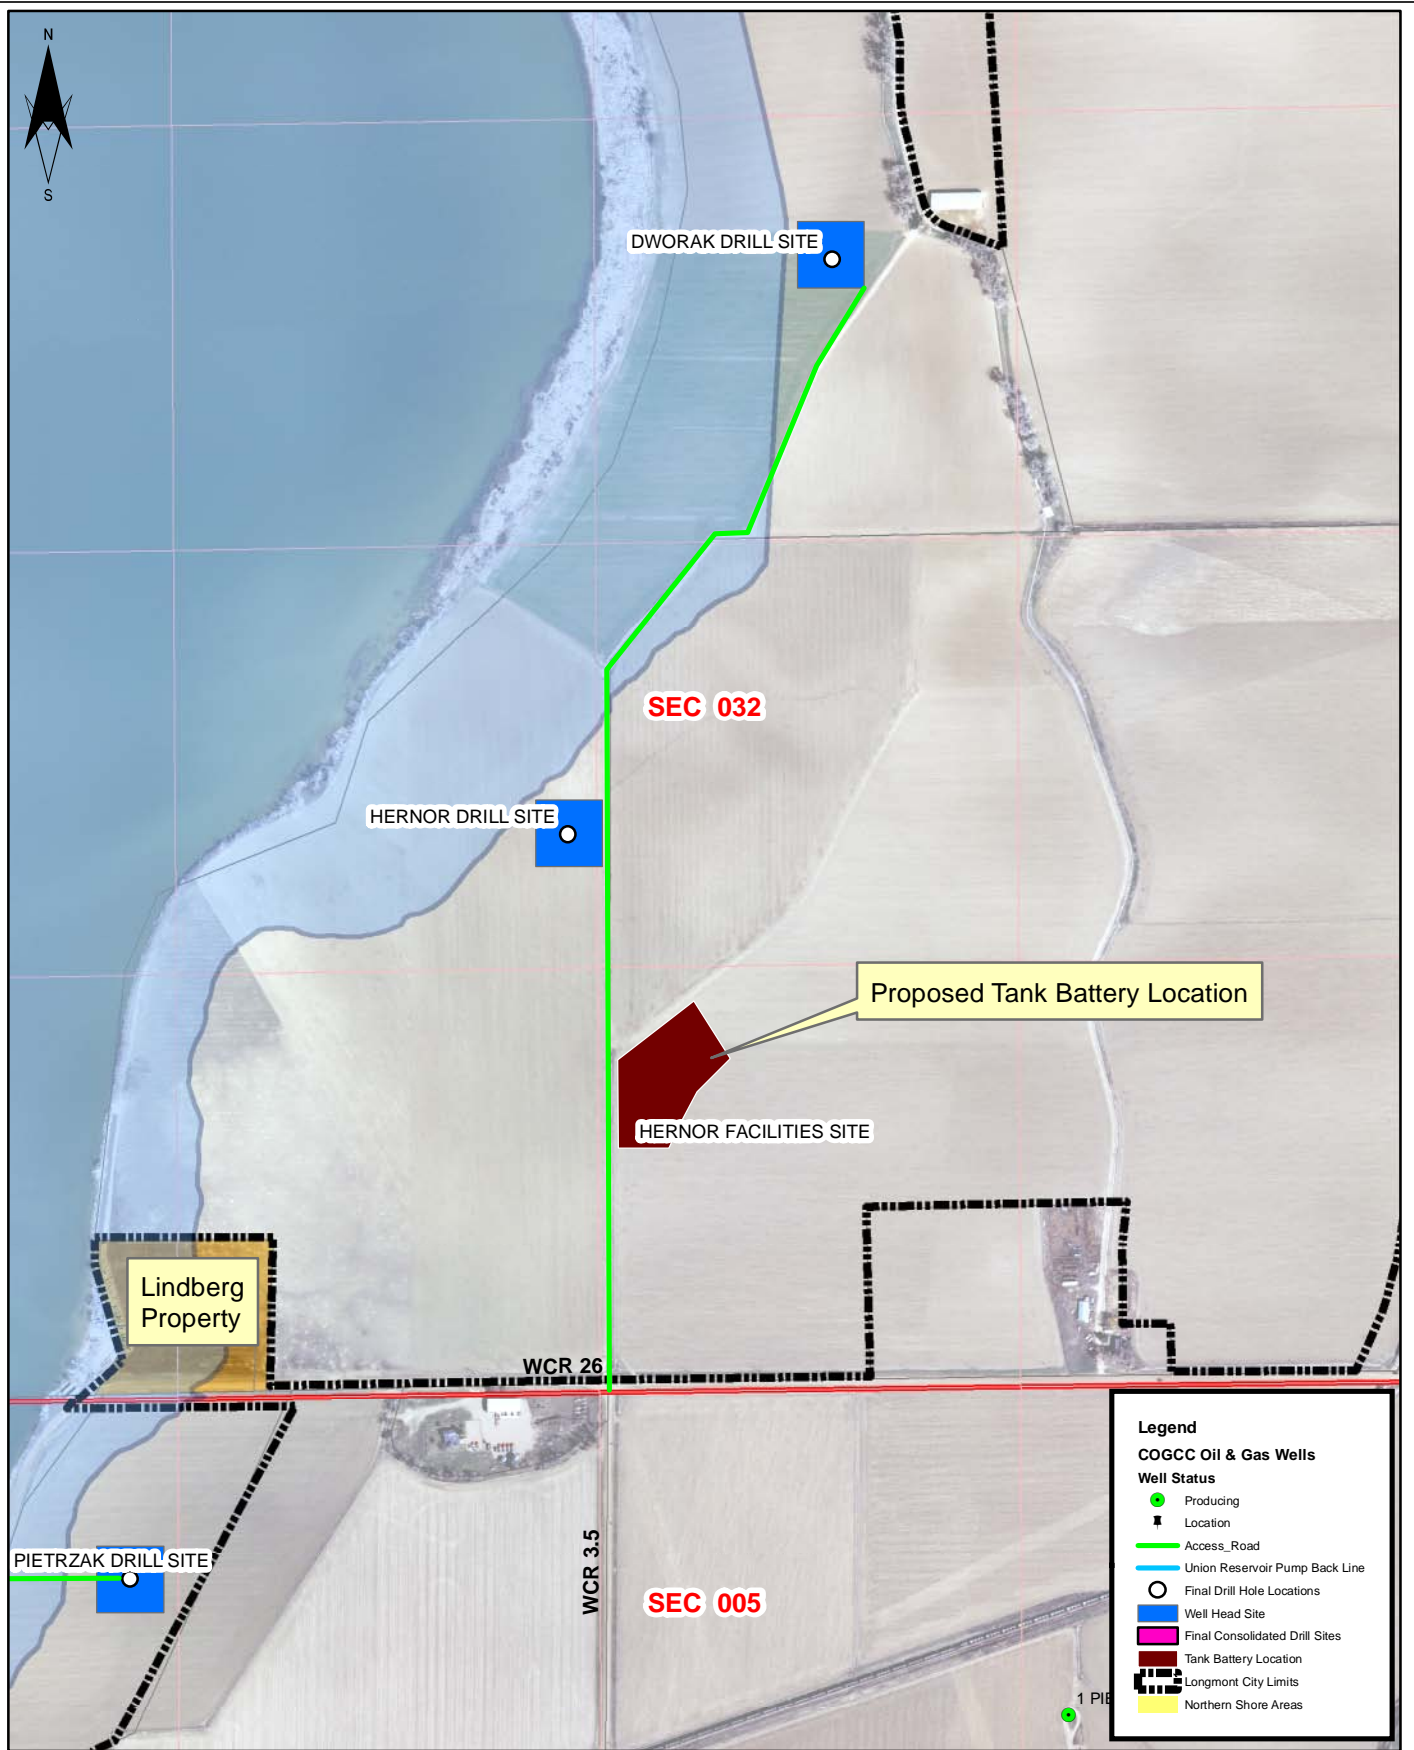 N
S
DWORAK DRILL SITE
SEC 032
HERNOR DRILL SITE
Proposed Tank Battery Location
HERNOR FACILITIES SITE
Lindberg
Property
WCR 26
PIETRZAK DRILL SITE
WCR 3.5
SEC 005
1 PIE
Legend
COGCC Oil & Gas Wells
Well Status
Producing
Location
Access_Road
Union Reservoir Pump Back Line
Final Drill Hole Locations
Well Head Site
Final Consolidated Drill Sites
Tank Battery Location
Longmont City Limits
Northern Shore Areas